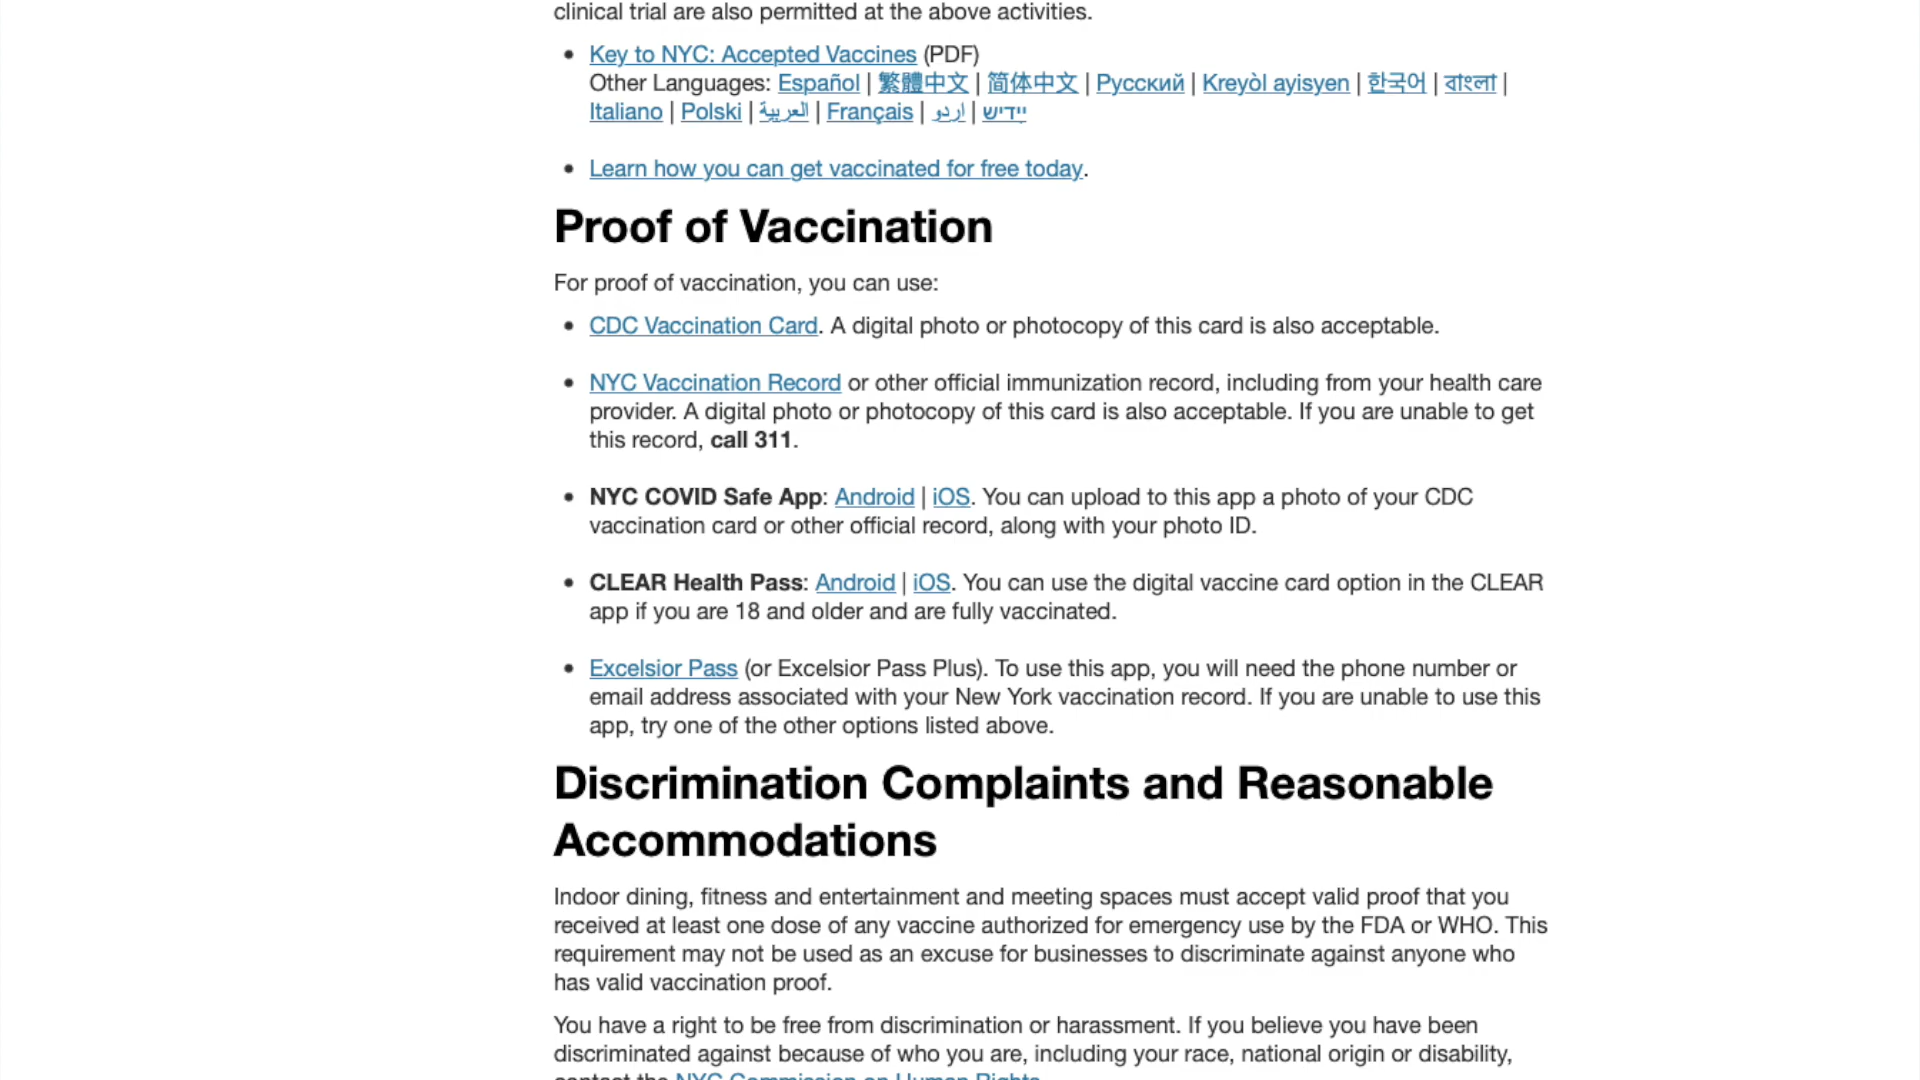 clinical trial are also permitted at the above activities.
• Key to NYC: Accepted Vaccines (PDF)
Other Languages: Español | 繁體中文 | 简体中文 | Русский | Kreyòl ayisyen | 한국어 | বাংলা |
Italiano | Polski | العربية | Français | اردو | ייִדיש
• Learn how you can get vaccinated for free today.
Proof of Vaccination
For proof of vaccination, you can use:
• CDC Vaccination Card. A digital photo or photocopy of this card is also acceptable.
• NYC Vaccination Record or other official immunization record, including from your health care
provider. A digital photo or photocopy of this card is also acceptable. If you are unable to get
this record, call 311.
• NYC COVID Safe App: Android | iOS. You can upload to this app a photo of your CDC
vaccination card or other official record, along with your photo ID.
• CLEAR Health Pass: Android | iOS. You can use the digital vaccine card option in the CLEAR
app if you are 18 and older and are fully vaccinated.
• Excelsior Pass (or Excelsior Pass Plus). To use this app, you will need the phone number or
email address associated with your New York vaccination record. If you are unable to use this
app, try one of the other options listed above.
Discrimination Complaints and Reasonable
Accommodations
Indoor dining, fitness and entertainment and meeting spaces must accept valid proof that you
received at least one dose of any vaccine authorized for emergency use by the FDA or WHO. This
requirement may not be used as an excuse for businesses to discriminate against anyone who
has valid vaccination proof.
You have a right to be free from discrimination or harassment. If you believe you have been
discriminated against because of who you are, including your race, national origin or disability,
contact the NYC Commission on Human Rights.